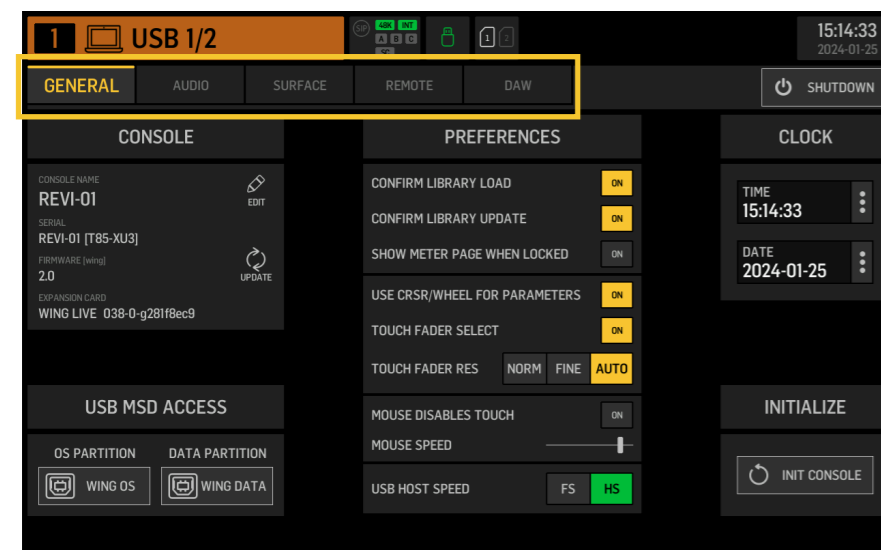 1 USB 1/2
SIP 48K INT
A B C
SC
1 2
15:14:33
2024-01-25
GENERAL AUDIO SURFACE REMOTE DAW
SHUTDOWN
CONSOLE
CONSOLE NAME
REVI-01
EDIT
SERIAL
REVI-01 [T85-XU3]
FIRMWARE [wing]
2.0
UPDATE
EXPANSION CARD
WING LIVE 038-0-g281f8ec9
USB MSD ACCESS
OS PARTITION DATA PARTITION
WING OS WING DATA
PREFERENCES
CONFIRM LIBRARY LOAD ON
CONFIRM LIBRARY UPDATE ON
SHOW METER PAGE WHEN LOCKED ON
USE CRSR/WHEEL FOR PARAMETERS ON
TOUCH FADER SELECT ON
TOUCH FADER RES NORM FINE AUTO
MOUSE DISABLES TOUCH ON
MOUSE SPEED
USB HOST SPEED FS HS
CLOCK
TIME
15:14:33
DATE
2024-01-25
INITIALIZE
INIT CONSOLE